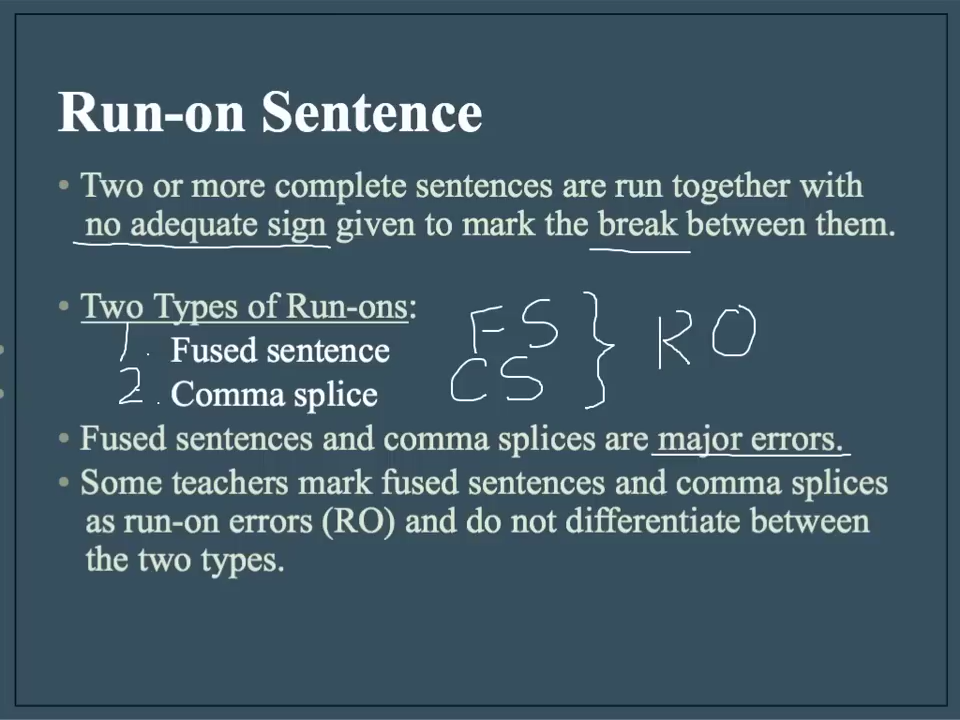 Run-on Sentence
• Two or more complete sentences are run together with
no adequate sign given to mark the break between them.
• Two Types of Run-ons:
1. Fused sentence FS
2. Comma splice CS
} RO
• Fused sentences and comma splices are major errors.
• Some teachers mark fused sentences and comma splices
as run-on errors (RO) and do not differentiate between
the two types.